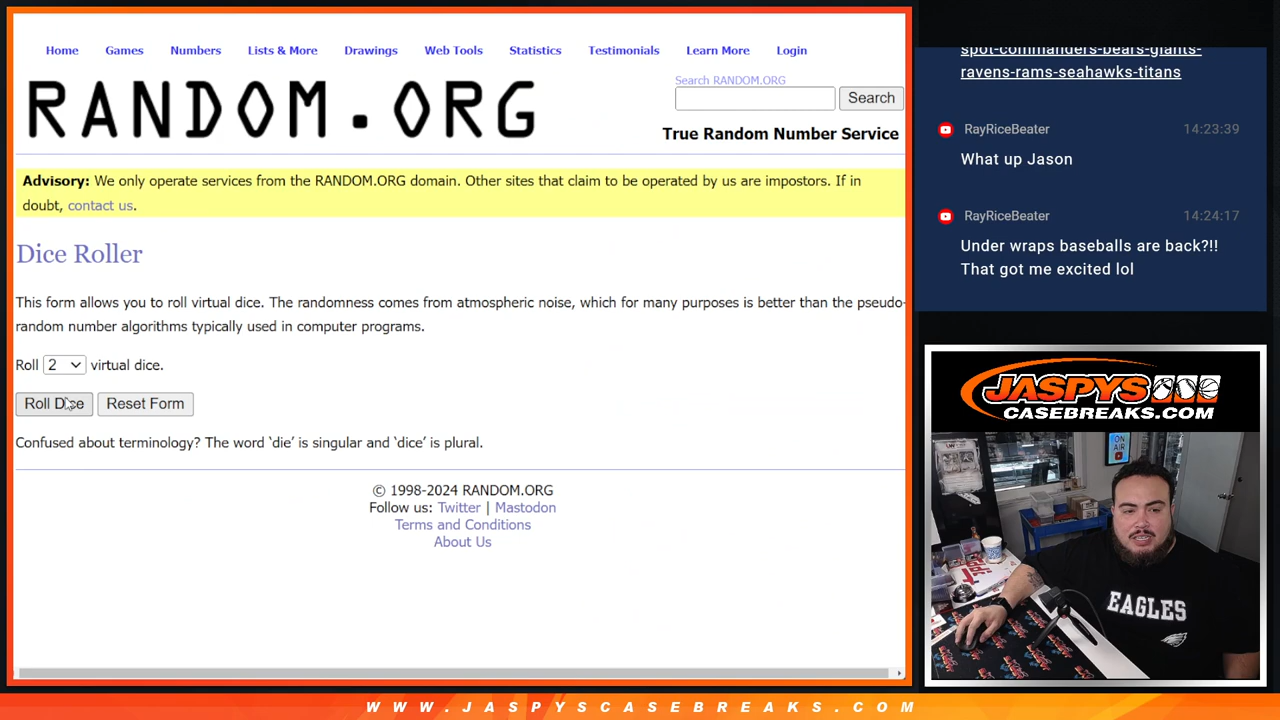 Home Games Numbers Lists & More Drawings Web Tools Statistics Testimonials Learn More Login
RANDOM.ORG
Search RANDOM.ORG
Search
True Random Number Service
Advisory: We only operate services from the RANDOM.ORG domain. Other sites that claim to be operated by us are impostors. If in
doubt, contact us.
Dice Roller
This form allows you to roll virtual dice. The randomness comes from atmospheric noise, which for many purposes is better than the pseudo-
random number algorithms typically used in computer programs.
Roll 2 virtual dice.
Roll Dice Reset Form
Confused about terminology? The word ‘die’ is singular and ‘dice’ is plural.
© 1998-2024 RANDOM.ORG
Follow us: Twitter | Mastodon
Terms and Conditions
About Us
spot-commanders-bears-giants-
ravens-rams-seahawks-titans
RayRiceBeater 14:23:39
What up Jason
RayRiceBeater 14:24:17
Under wraps baseballs are back?!!
That got me excited lol
JASPYS
CASEBREAKS.COM
ON
AIR
EAGLES
WWW.JASPYSCASEBREAKS.COM